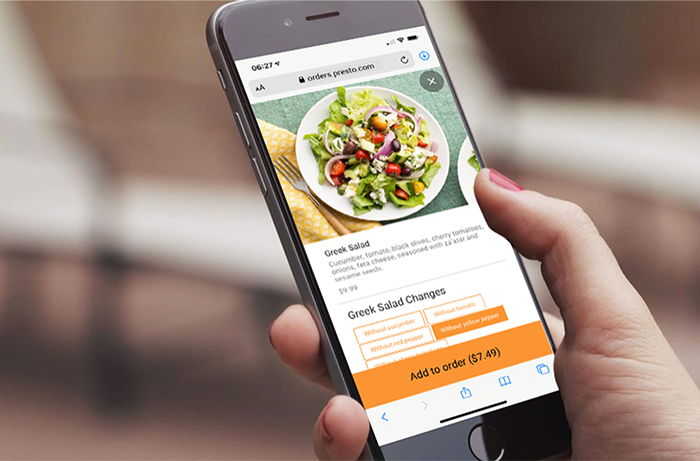 06:27
AA orders.presto.com
Greek Salad
Cucumber, tomato, black olives, cherry tomatoes,
onions, feta cheese, seasoned with za'atar and
sesame seeds.
$9.99
Greek Salad Changes
Without cucumber
Without tomato
Without red pepper
Without yellow pepper
Add to order ($7.49)